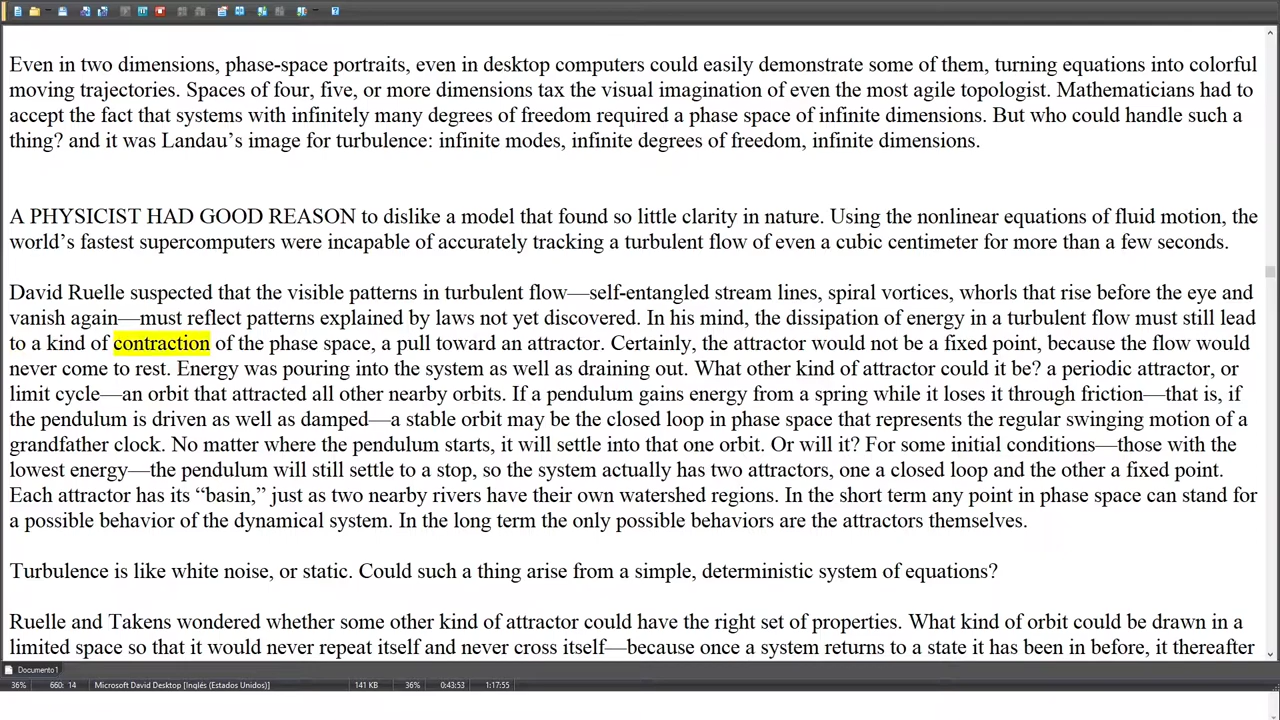 Even in two dimensions, phase-space portraits, even in desktop computers could easily demonstrate some of them, turning equations into colorful
moving trajectories. Spaces of four, five, or more dimensions tax the visual imagination of even the most agile topologist. Mathematicians had to
accept the fact that systems with infinitely many degrees of freedom required a phase space of infinite dimensions. But who could handle such a
thing? and it was Landau’s image for turbulence: infinite modes, infinite degrees of freedom, infinite dimensions.
A PHYSICIST HAD GOOD REASON to dislike a model that found so little clarity in nature. Using the nonlinear equations of fluid motion, the
world’s fastest supercomputers were incapable of accurately tracking a turbulent flow of even a cubic centimeter for more than a few seconds.
David Ruelle suspected that the visible patterns in turbulent flow—self-entangled stream lines, spiral vortices, whorls that rise before the eye and
vanish again—must reflect patterns explained by laws not yet discovered. In his mind, the dissipation of energy in a turbulent flow must still lead
to a kind of contraction of the phase space, a pull toward an attractor. Certainly, the attractor would not be a fixed point, because the flow would
never come to rest. Energy was pouring into the system as well as draining out. What other kind of attractor could it be? a periodic attractor, or
limit cycle—an orbit that attracted all other nearby orbits. If a pendulum gains energy from a spring while it loses it through friction—that is, if
the pendulum is driven as well as damped—a stable orbit may be the closed loop in phase space that represents the regular swinging motion of a
grandfather clock. No matter where the pendulum starts, it will settle into that one orbit. Or will it? For some initial conditions—those with the
lowest energy—the pendulum will still settle to a stop, so the system actually has two attractors, one a closed loop and the other a fixed point.
Each attractor has its “basin,” just as two nearby rivers have their own watershed regions. In the short term any point in phase space can stand for
a possible behavior of the dynamical system. In the long term the only possible behaviors are the attractors themselves.
Turbulence is like white noise, or static. Could such a thing arise from a simple, deterministic system of equations?
Ruelle and Takens wondered whether some other kind of attractor could have the right set of properties. What kind of orbit could be drawn in a
limited space so that it would never repeat itself and never cross itself—because once a system returns to a state it has been in before, it thereafter
Documento1
36% 660: 14 Microsoft David Desktop [Inglés (Estados Unidos)] 141 KB 36% 0:43:53 1:17:55